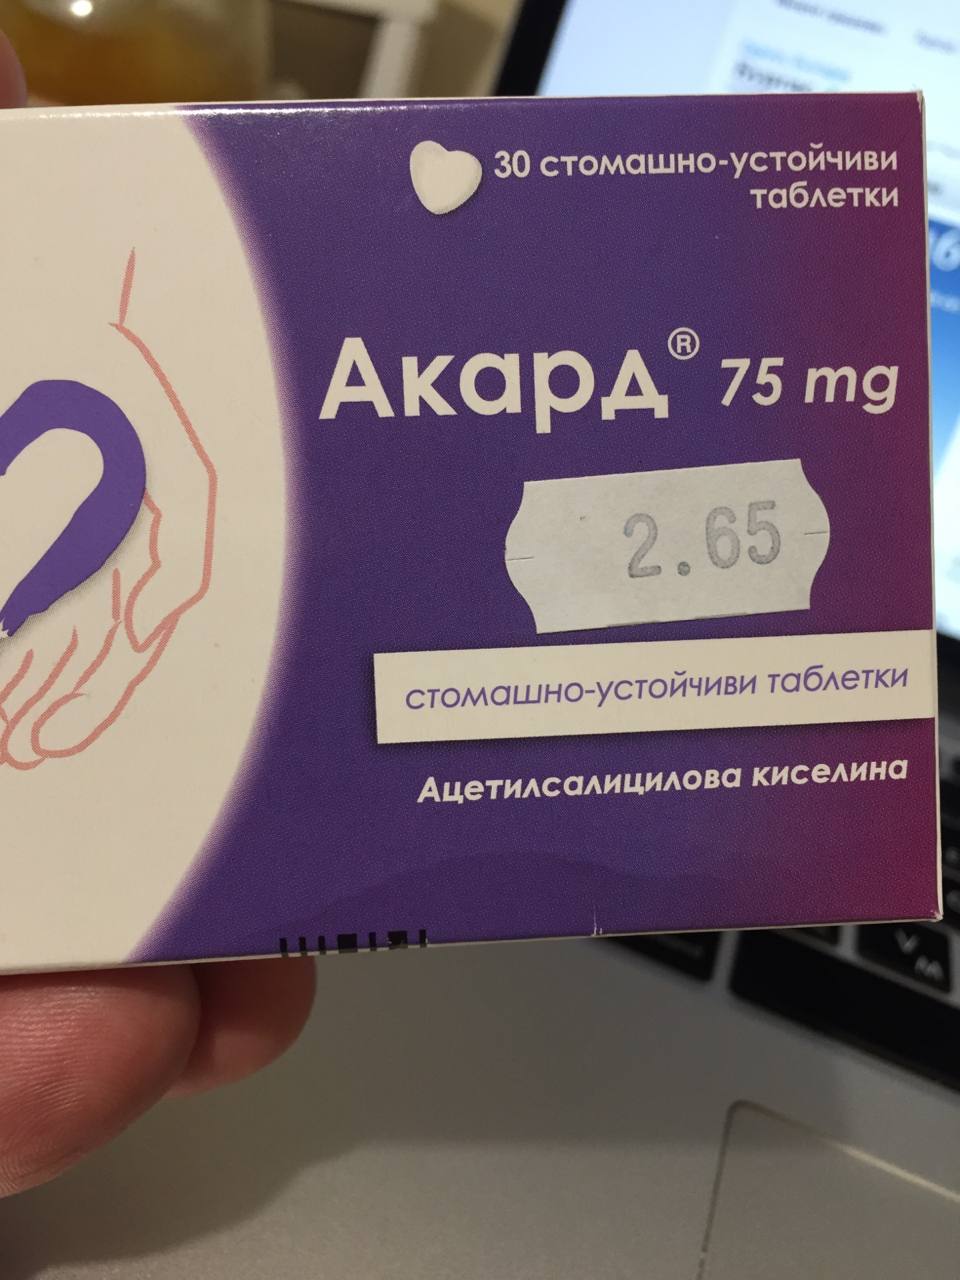 30 стомашно-устойчиви
таблетки
Акард® 75 mg
2.65
стомашно-устойчиви таблетки
Ацетилсалицилова киселина
V
M